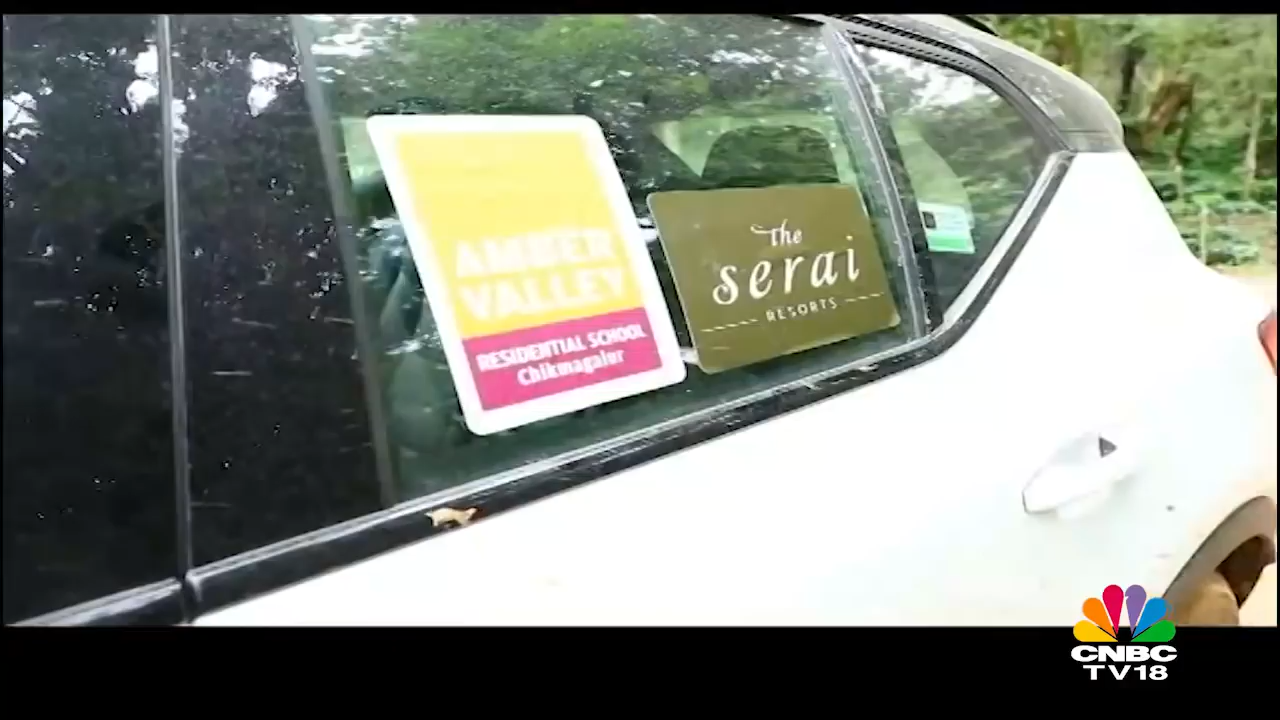 AMBER
VALLEY
RESIDENTIAL SCHOOL
Chikmagalur
the
serai
RESORTS
CNBC
TV18